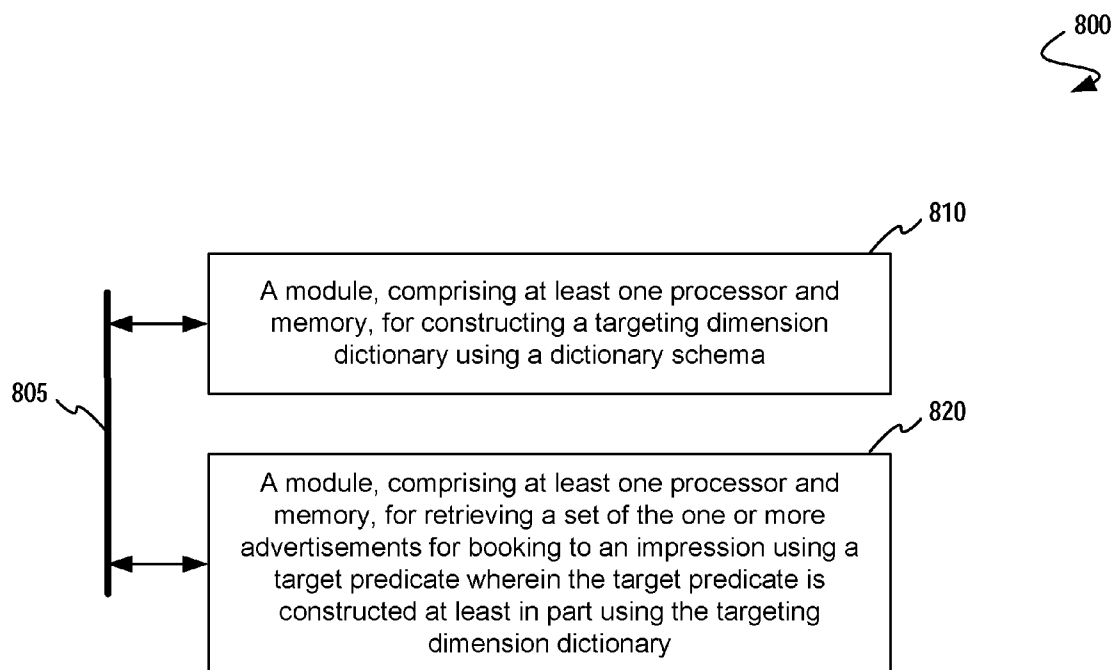 800
810
A module, comprising at least one processor and
memory, for constructing a targeting dimension
dictionary using a dictionary schema
805
820
A module, comprising at least one processor and
memory, for retrieving a set of the one or more
advertisements for booking to an impression using a
target predicate wherein the target predicate is
constructed at least in part using the targeting
dimension dictionary